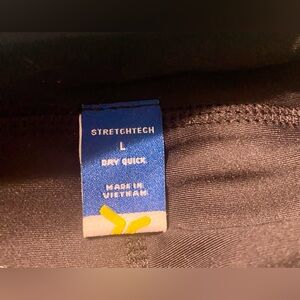 STRETCHTECH
L
DRY QUICK
MADE IN
VIETNAM